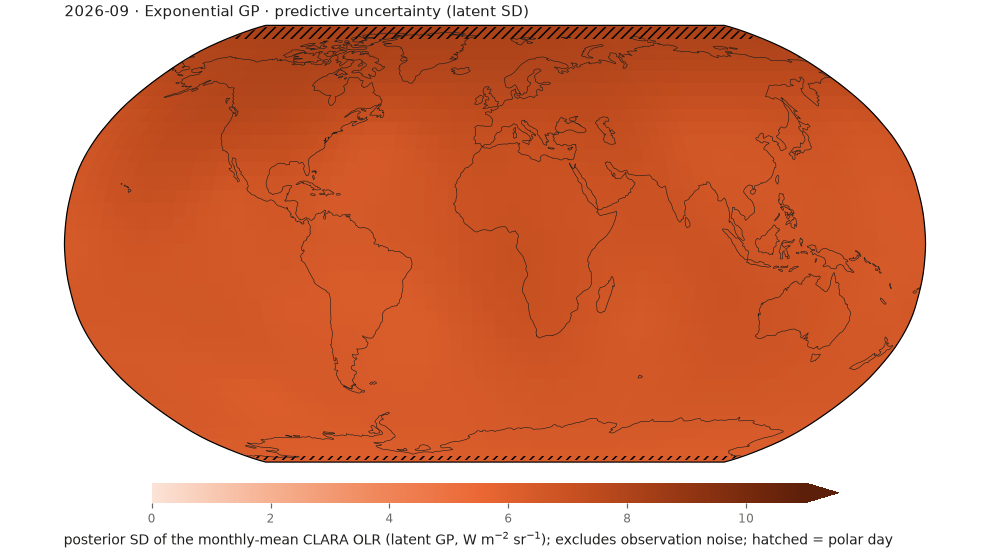 2026-09 · Exponential GP · predictive uncertainty (latent SD)
0 2 4 6 8 10
posterior SD of the monthly-mean CLARA OLR (latent GP, W m⁻² sr⁻¹); excludes observation noise; hatched = polar day